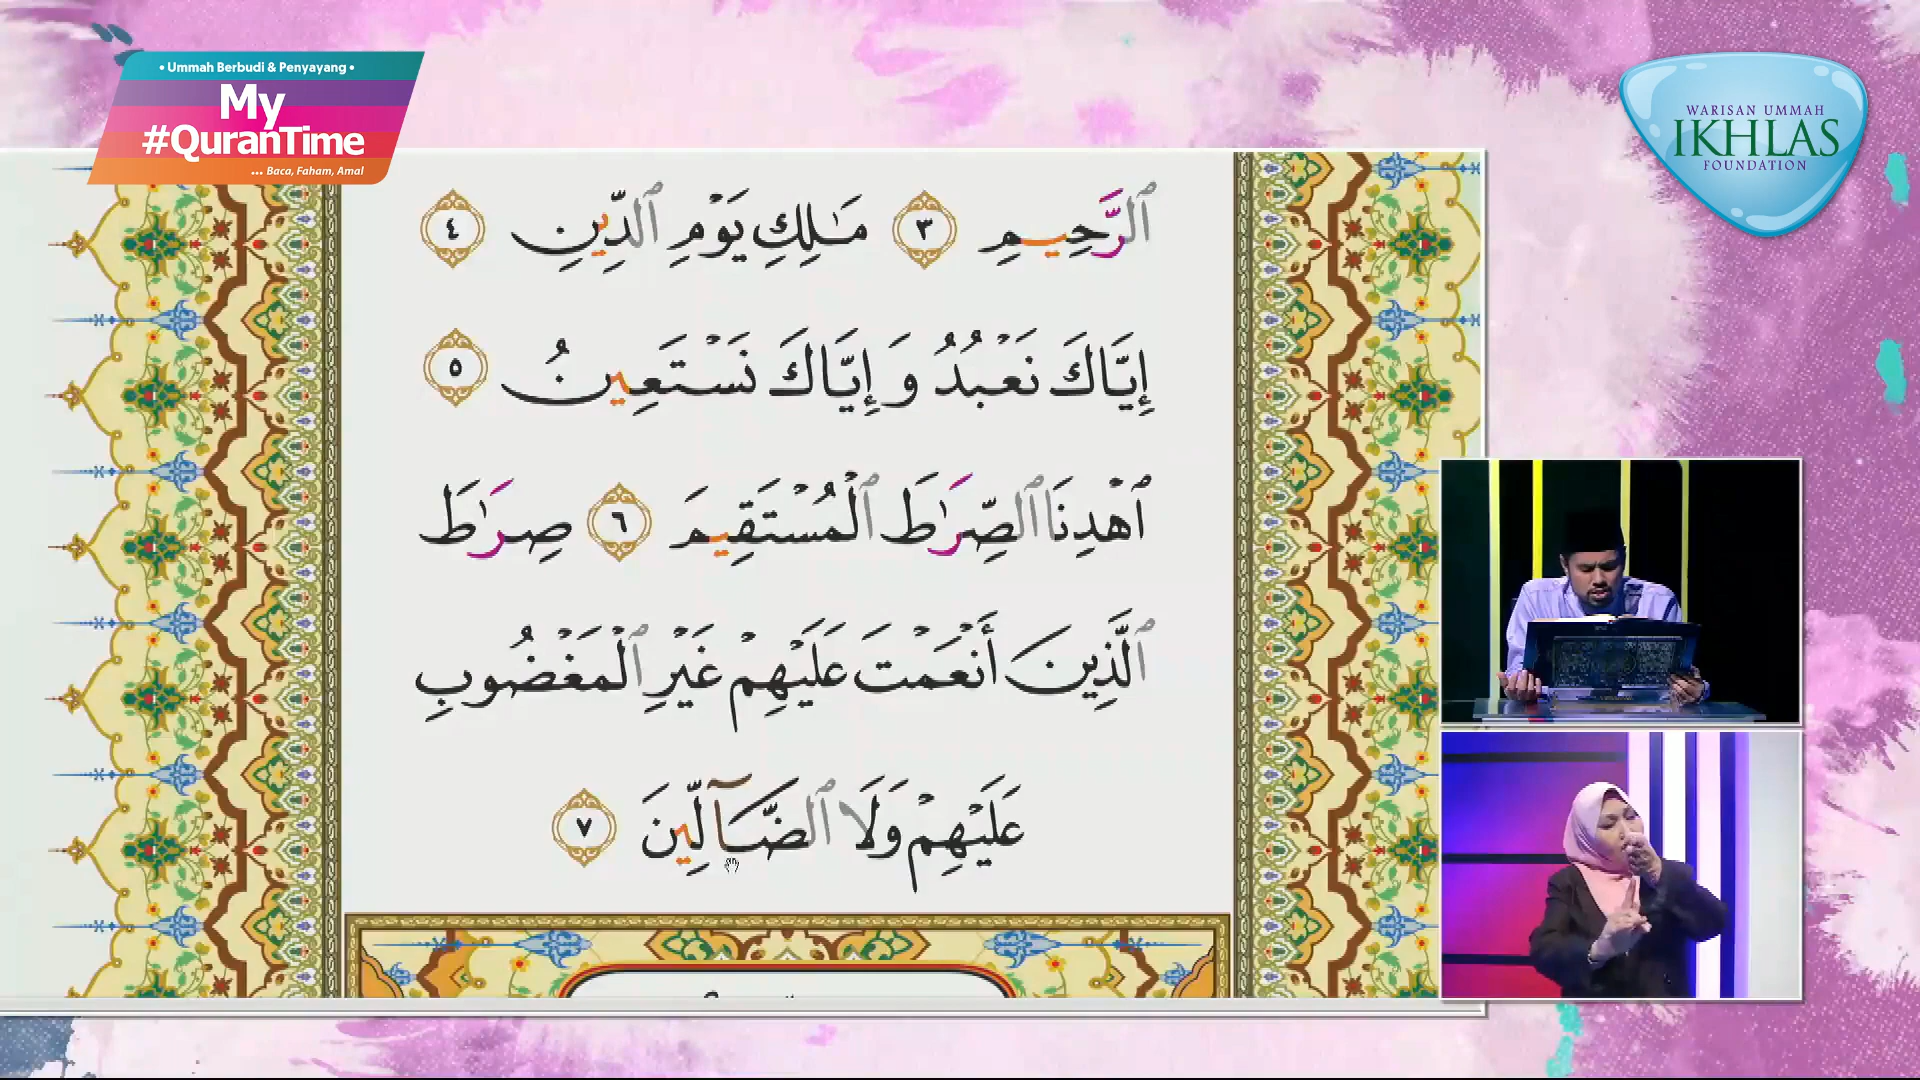 • Ummah Berbudi & Penyayang •
My
#QuranTime
... Baca, Faham, Amal
WARISAN UMMAH
IKHLAS
FOUNDATION
ٱلرَّحِيمِ ٣ مَـٰلِكِ يَوْمِ ٱلدِّينِ ٤
إِيَّاكَ نَعْبُدُ وَإِيَّاكَ نَسْتَعِينُ ٥
ٱهْدِنَا ٱلصِّرَٰطَ ٱلْمُسْتَقِيمَ ٦ صِرَٰطَ
ٱلَّذِينَ أَنْعَمْتَ عَلَيْهِمْ غَيْرِ ٱلْمَغْضُوبِ
عَلَيْهِمْ وَلَا ٱلضَّآلِّينَ ٧